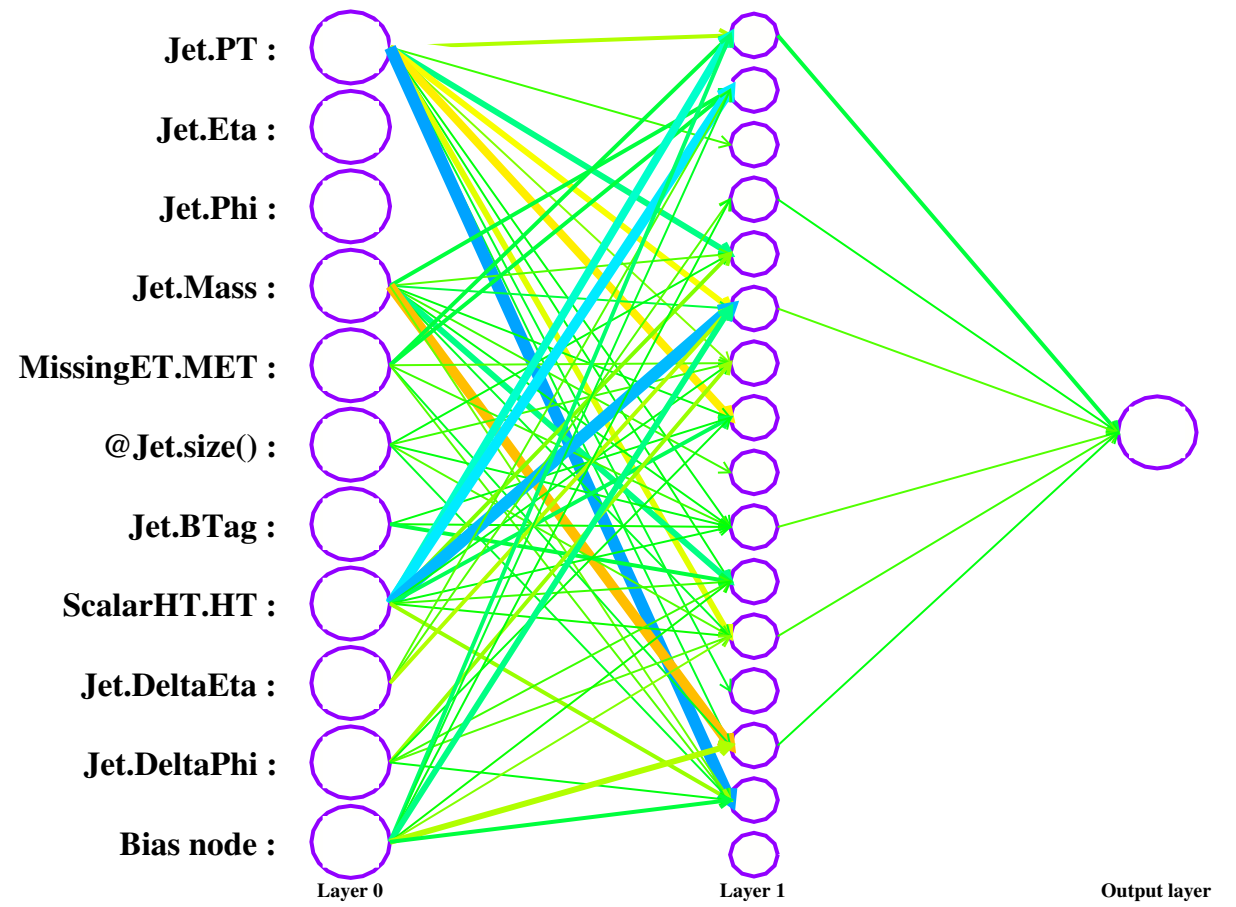 Jet.PT :
Jet.Eta :
Jet.Phi :
Jet.Mass :
MissingET.MET :
@Jet.size() :
Jet.BTag :
ScalarHT.HT :
Jet.DeltaEta :
Jet.DeltaPhi :
Bias node :
Layer 0
Layer 1
Output layer